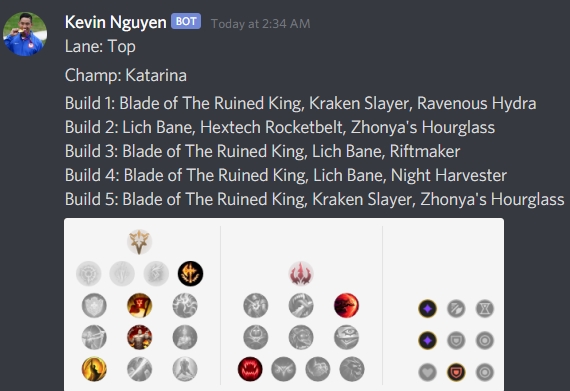 Kevin Nguyen BOT Today at 2:34 AM
Lane: Top
Champ: Katarina
Build 1: Blade of The Ruined King, Kraken Slayer, Ravenous Hydra
Build 2: Lich Bane, Hextech Rocketbelt, Zhonya's Hourglass
Build 3: Blade of The Ruined King, Lich Bane, Riftmaker
Build 4: Blade of The Ruined King, Lich Bane, Night Harvester
Build 5: Blade of The Ruined King, Kraken Slayer, Zhonya's Hourglass